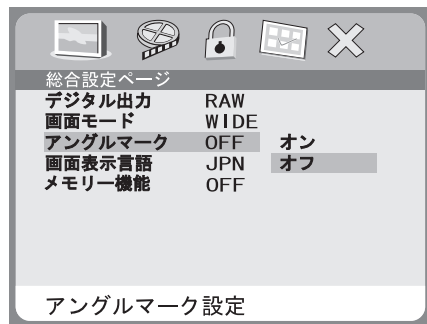 総合設定ページ
デジタル出力 RAW
画面モード WIDE
アングルマーク OFF オン
画面表示言語 JPN オフ
メモリー機能 OFF
アングルマーク設定